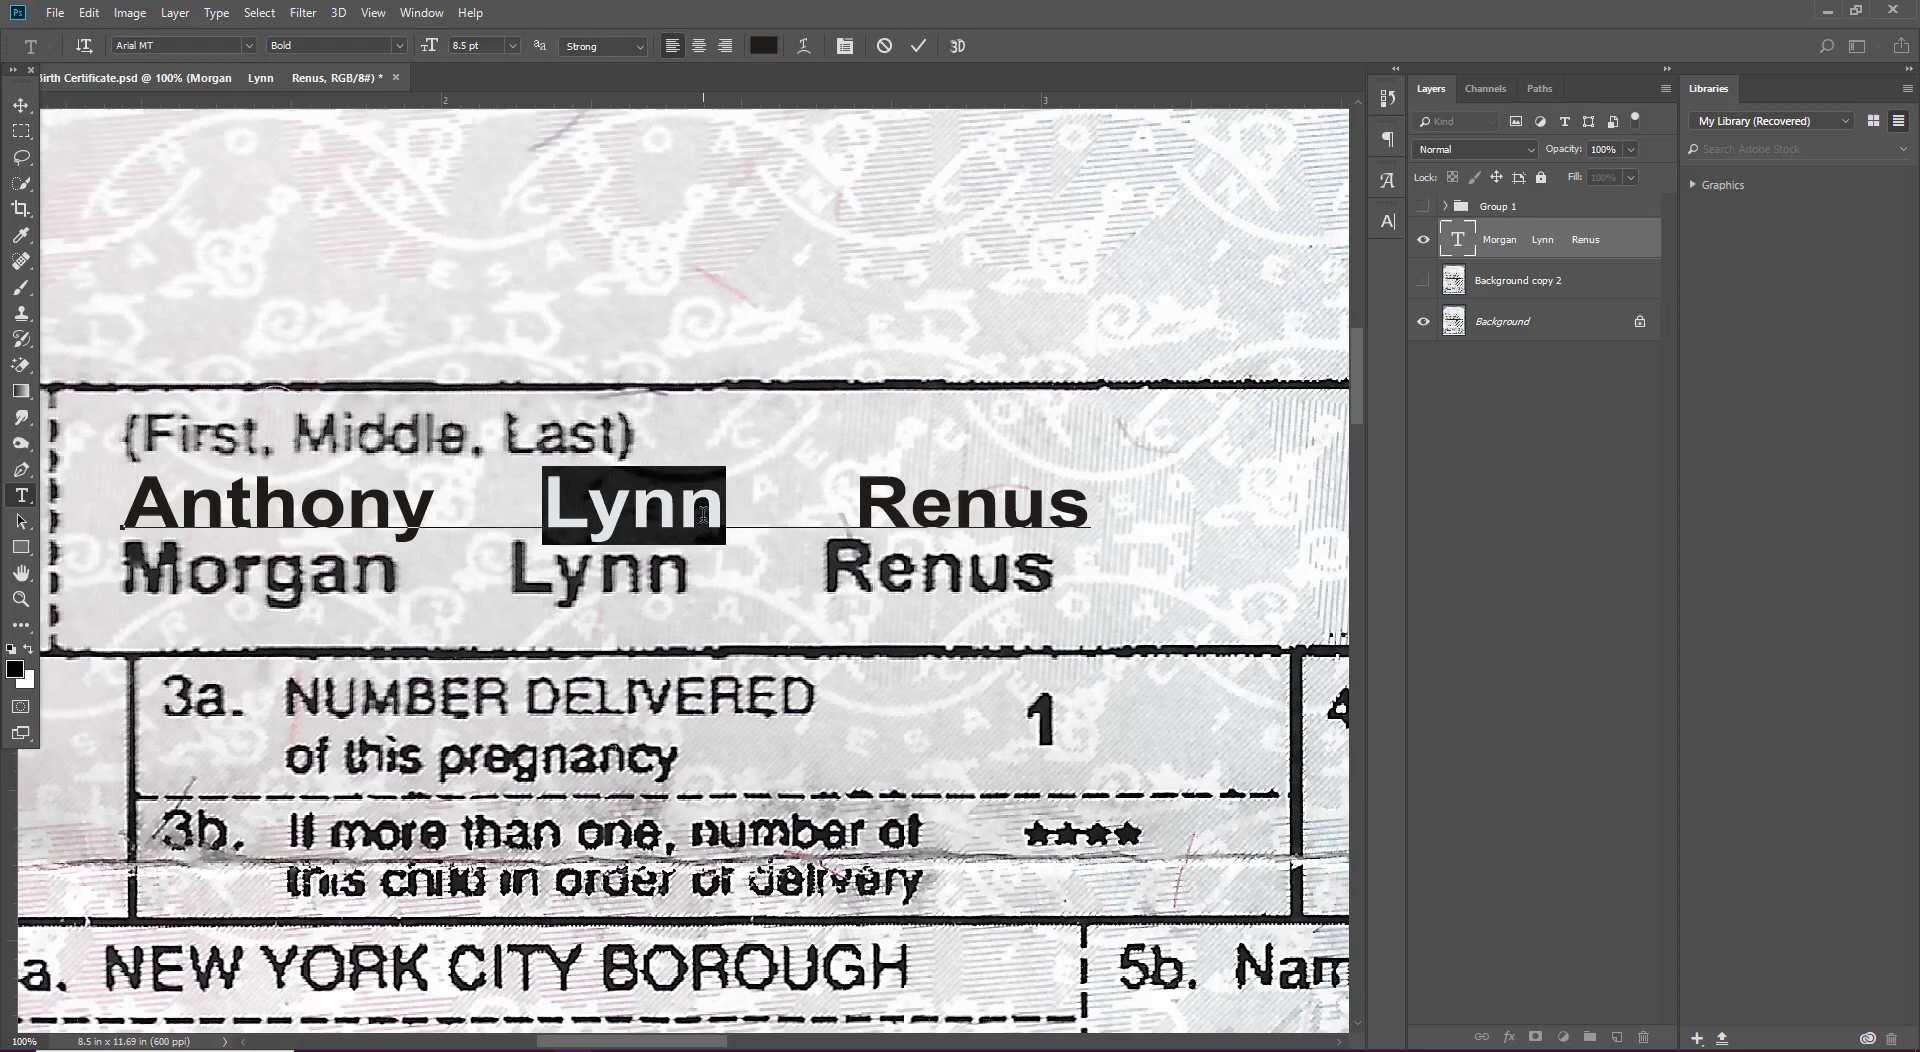 File Edit Image Layer Type Select Filter 3D View Window Help
Arial MT Bold 8.5 pt Strong 3D
Birth Certificate.psd @ 100% (Morgan Lynn Renus, RGB/8#) *
2 3
(First, Middle, Last)
Anthony Lynn Renus
Morgan Lynn Renus
3a. NUMBER DELIVERED 1
of this pregnancy
3b. If more than one, number of ****
this child in order of delivery
a. NEW YORK CITY BOROUGH 5b. Nam
100% 8.5 in x 11.69 in (600 ppi)
Layers Channels Paths
Kind
Normal Opacity: 100%
Lock: Fill: 100%
Group 1
Morgan Lynn Renus
Background copy 2
Background
Libraries
My Library (Recovered)
Search Adobe Stock
Graphics